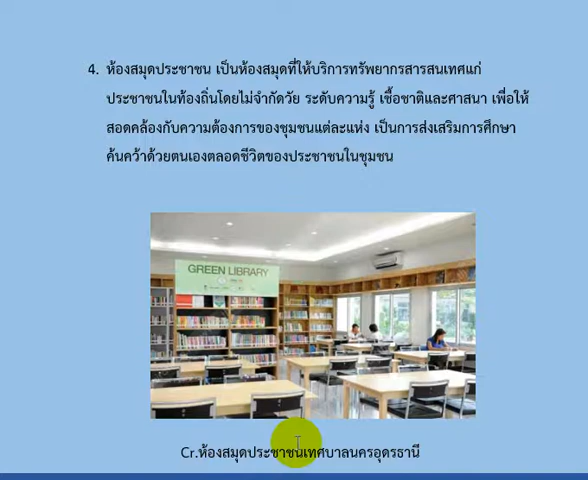 4. ห้องสมุดประชาชน เป็นห้องสมุดที่ให้บริการทรัพยากรสารสนเทศแก่
ประชาชนในท้องถิ่นโดยไม่จำกัดวัย ระดับความรู้ เชื้อชาติและศาสนา เพื่อให้
สอดคล้องกับความต้องการของชุมชนแต่ละแห่ง เป็นการส่งเสริมการศึกษา
ค้นคว้าด้วยตนเองตลอดชีวิตของประชาชนในชุมชน
GREEN LIBRARY
Cr.ห้องสมุดประชาชนเทศบาลนครอุดรธานี